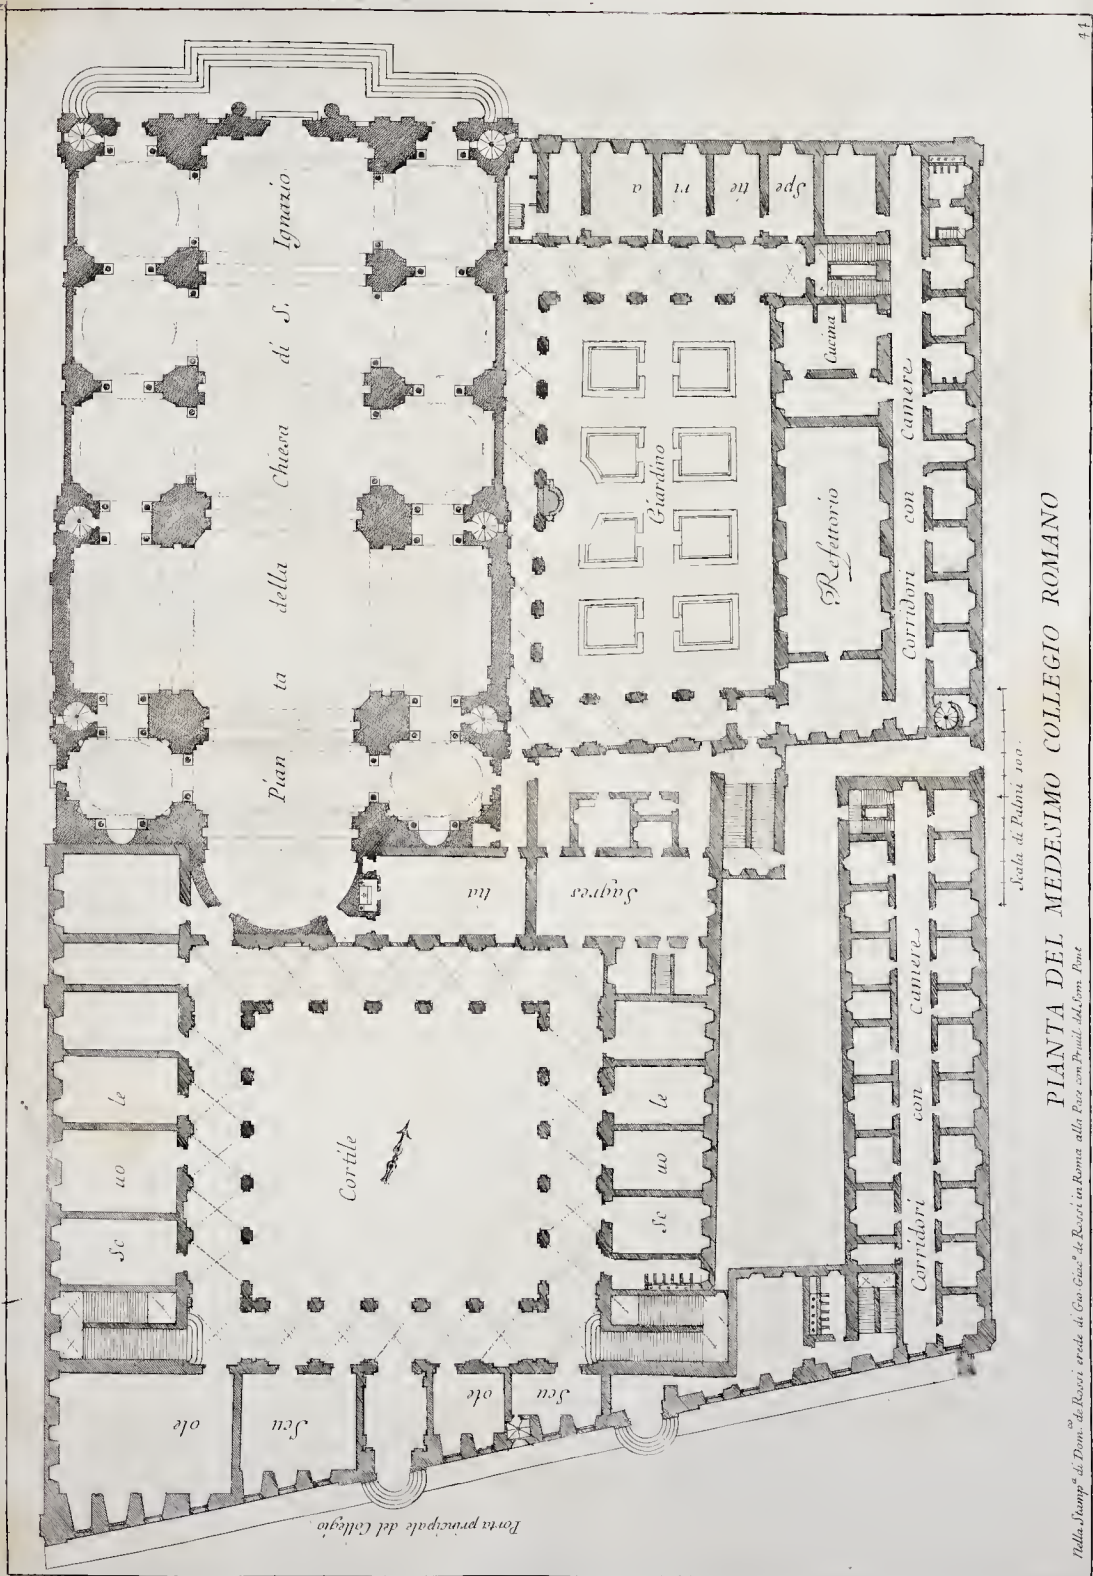 Pian ta della Chiesa di S. Ignazio
Spe tié ri a
Giardino
Cucina
Refettorio
Corridori con camere
Sagres tia
Cortile
Sc uo le
Sc uo le
Corridori con camere
Scu ole
Scu ole
Porta principale del Collegio
Scala di Palmi 100.
PIANTA DEL MEDESIMO COLLEGIO ROMANO
Nella Stamp.ª di Dom.co de Rossi erede di Gio. Giac.º de Rossi in Roma alla Pace con Priuil. del Som. Pont.